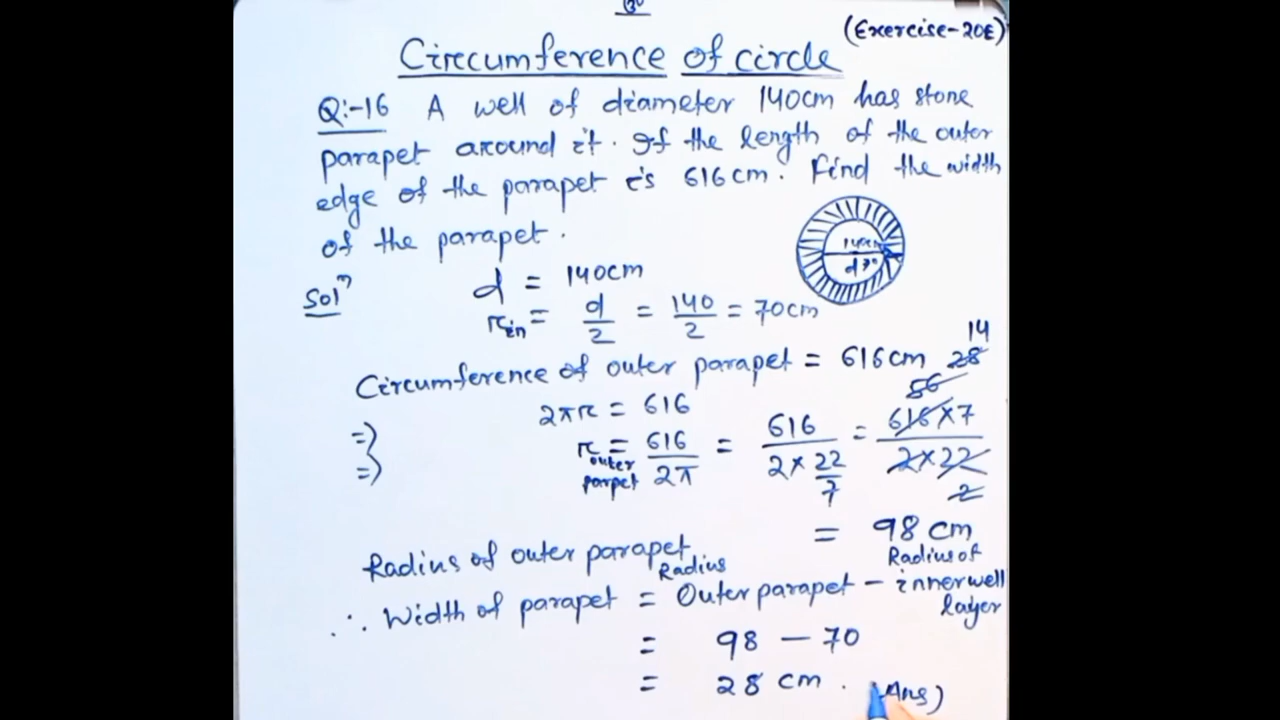 (Exercise-20E)
Circumference of circle
Q:-16 A well of diameter 140cm has stone
parapet around it. If the length of the outer
edge of the parapet is 616cm. Find the width
of the parapet.
140cm
Solⁿ d = 140cm
r in = d/2 = 140/2 = 70cm
Circumference of outer parapet = 616cm
14
28
56
=> 2πr = 616
=> r outer parpet = 616/2π = 616/(2×22/7) = 616×7/2×22
2
= 98 cm
Radius of outer parapet
Radius Radius of
∴ Width of parapet = Outer parapet – inner well
layer
= 98 – 70
= 28 cm. Ans)